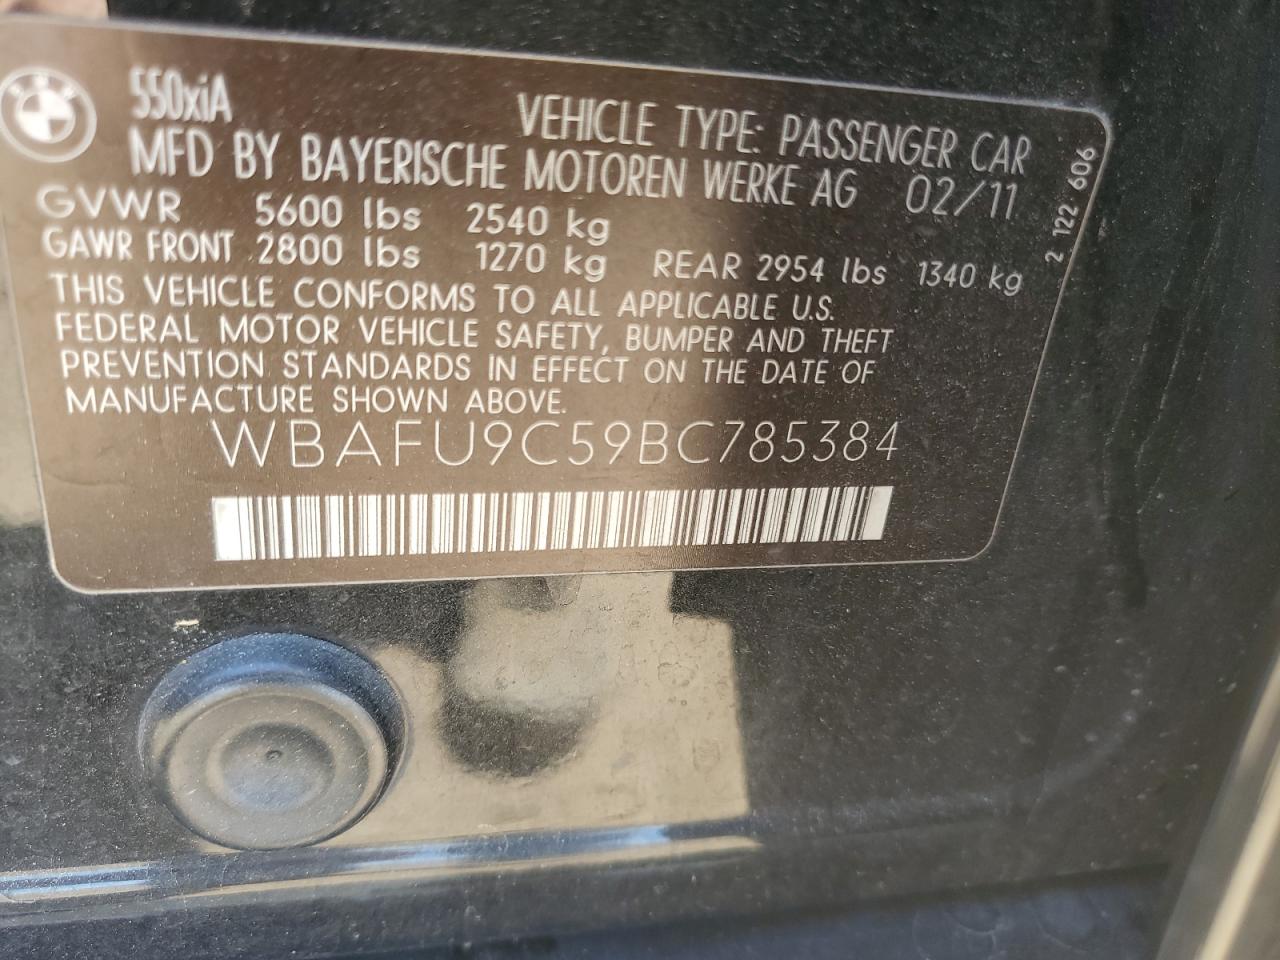 BMW
550xiA
VEHICLE TYPE: PASSENGER CAR
MFD BY BAYERISCHE MOTOREN WERKE AG 02/11
GVWR 5600 lbs 2540 kg
GAWR FRONT 2800 lbs 1270 kg REAR 2954 lbs 1340 kg
THIS VEHICLE CONFORMS TO ALL APPLICABLE U.S.
FEDERAL MOTOR VEHICLE SAFETY, BUMPER AND THEFT
PREVENTION STANDARDS IN EFFECT ON THE DATE OF
MANUFACTURE SHOWN ABOVE.
WBAFU9C59BC785384
2 122 606